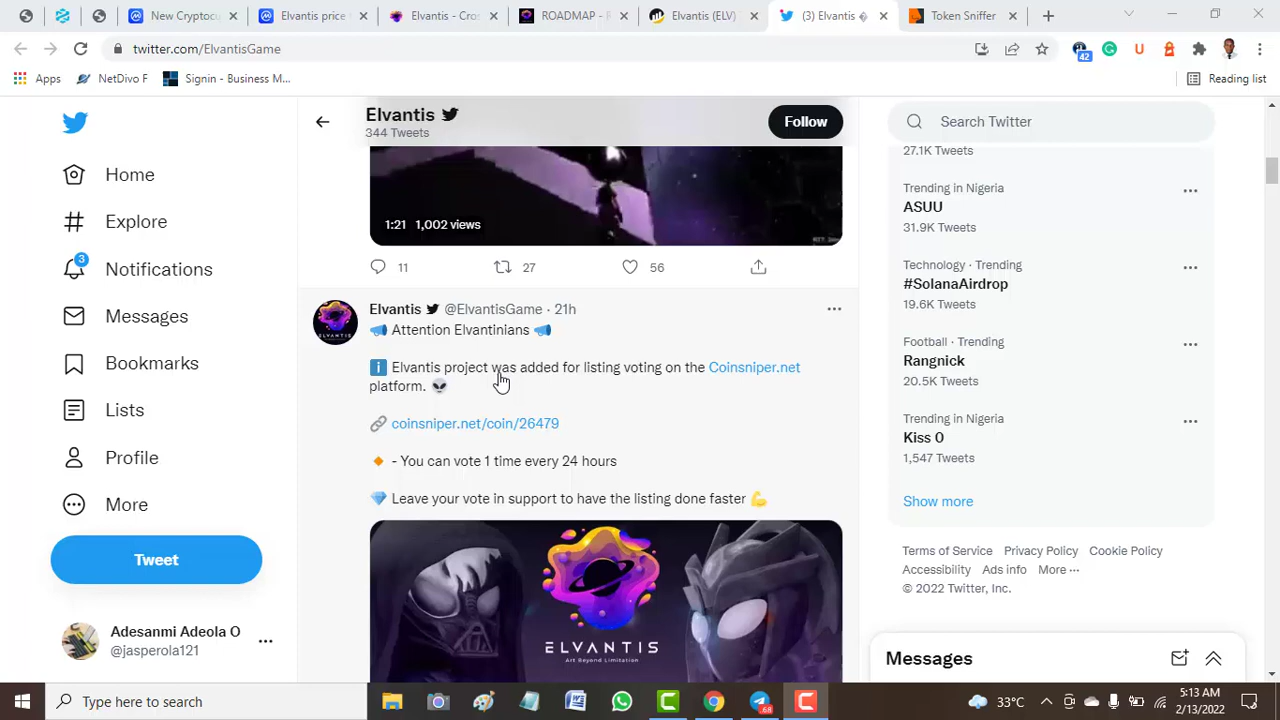 New Cryptocu
Elvantis price
Elvantis - Cros
ROADMAP - R
Elvantis (ELV)
(3) Elvantis
Token Sniffer
twitter.com/ElvantisGame
42
Apps
NetDivo F
Signin - Business M...
Reading list
Elvantis
344 Tweets
Follow
Search Twitter
Home
Explore
3
Notifications
Messages
Bookmarks
Lists
Profile
More
Tweet
Adesanmi Adeola O
@jasperola121
1:21 1,002 views
11 27 56
Elvantis @ElvantisGame · 21h
📣 Attention Elvantinians 📣
ℹ️ Elvantis project was added for listing voting on the Coinsniper.net
platform. 👽
🔗 coinsniper.net/coin/26479
🔸 - You can vote 1 time every 24 hours
💎 Leave your vote in support to have the listing done faster 💪
ELVANTIS
Art Beyond Limitation
27.1K Tweets
Trending in Nigeria
ASUU
31.9K Tweets
Technology · Trending
#SolanaAirdrop
19.6K Tweets
Football · Trending
Rangnick
20.5K Tweets
Trending in Nigeria
Kiss 0
1,547 Tweets
Show more
Terms of Service Privacy Policy Cookie Policy
Accessibility Ads info More ···
© 2022 Twitter, Inc.
Messages
Type here to search
68
33°C
5:13 AM
2/13/2022